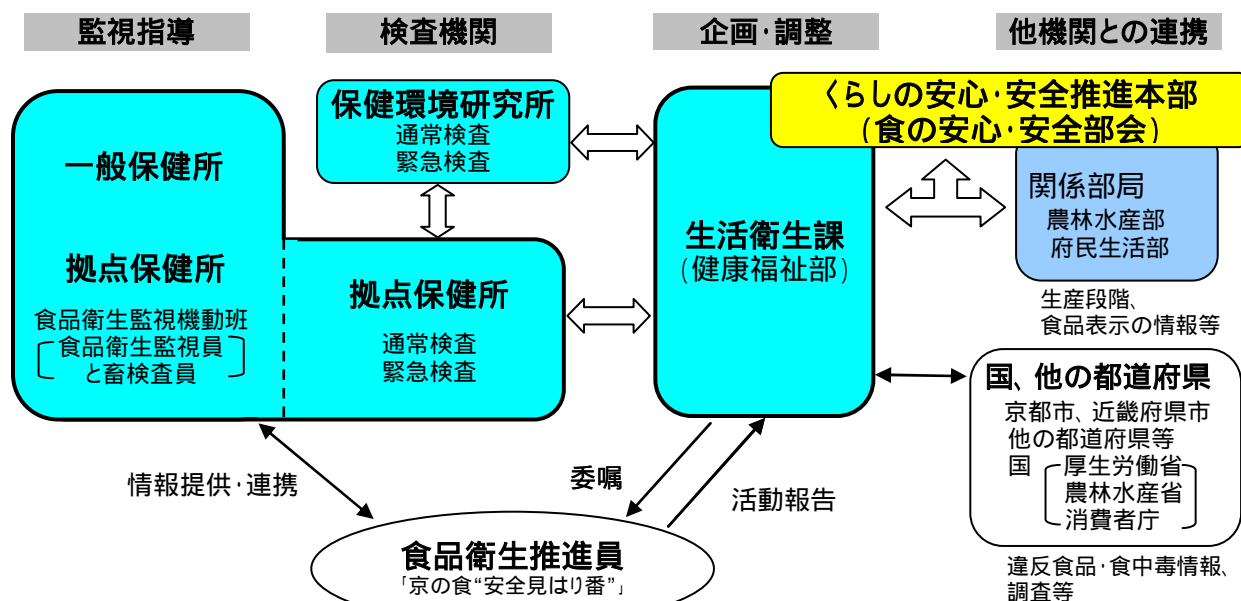 監視指導
検査機関
企画・調整
他機関との連携
一般保健所
拠点保健所
食品衛生監視機動班
食品衛生監視員
と畜検査員
保健環境研究所
通常検査
緊急検査
拠点保健所
通常検査
緊急検査
生活衛生課
(健康福祉部)
くらしの安心・安全推進本部
(食の安心・安全部会)
関係部局
農林水産部
府民生活部
生産段階、
食品表示の情報等
国、他の都道府県
京都市、近畿府県市
他の都道府県等
国 厚生労働省
農林水産省
消費者庁
違反食品・食中毒情報、
調査等
情報提供・連携
委嘱
活動報告
食品衛生推進員
「京の食“安全見はり番”」